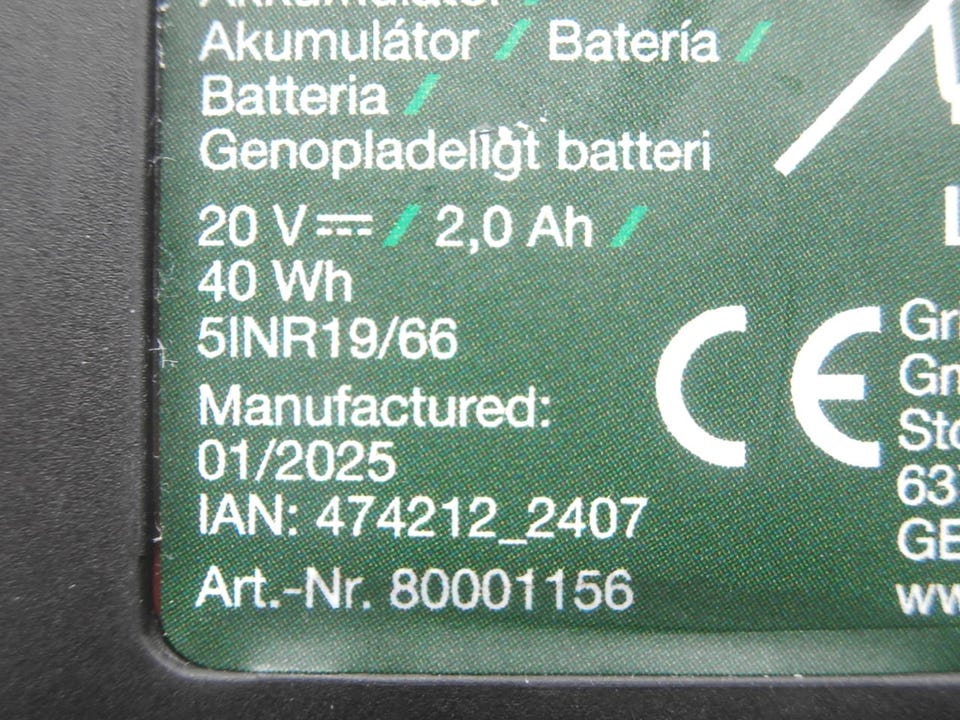 Akkumulátor /
Akumulátor / Batería /
Batteria /
Genopladeligt batteri
20 V ⎓ / 2,0 Ah /
40 Wh
5INR19/66
Manufactured:
01/2025
IAN: 474212_2407
Art.-Nr. 80001156
CE